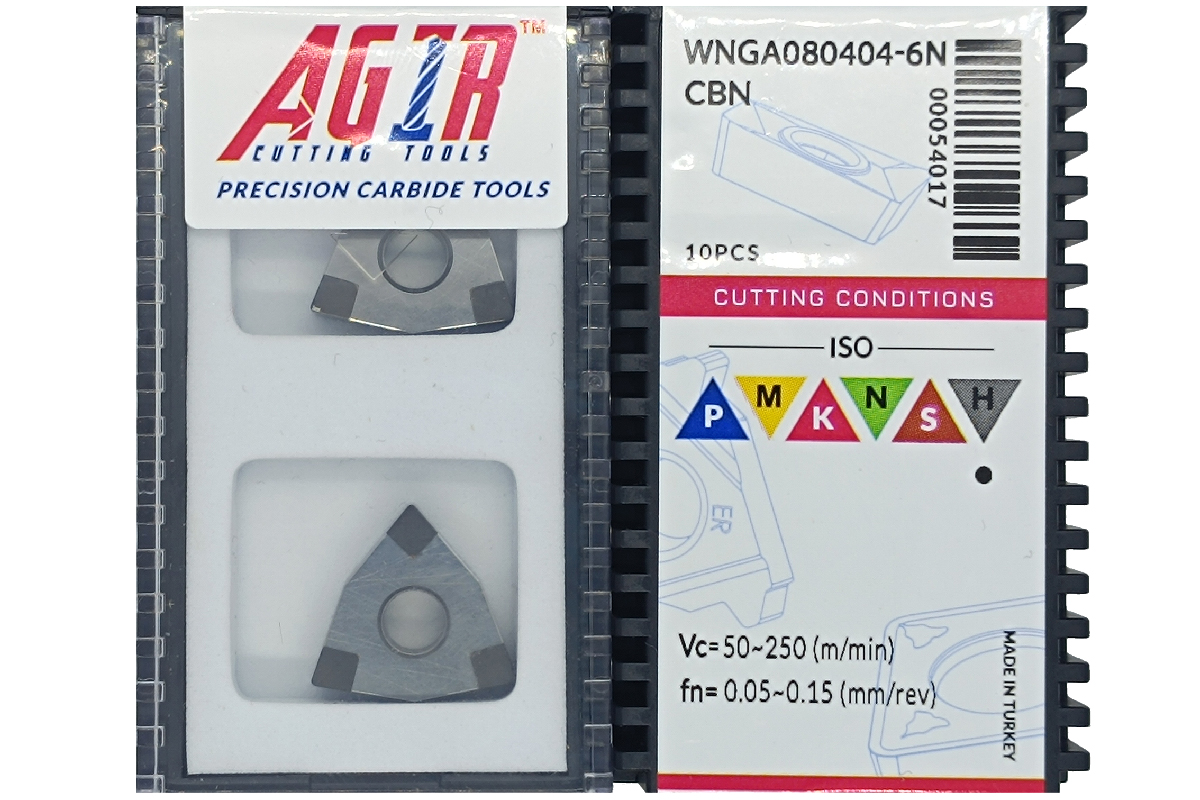 AGIR™
CUTTING TOOLS
PRECISION CARBIDE TOOLS
WNGA080404-6N
CBN
00054017
10PCS
CUTTING CONDITIONS
ISO
P M K N S H
ER
Vc= 50~250 (m/min)
fn= 0.05~0.15 (mm/rev)
MADE IN TURKEY